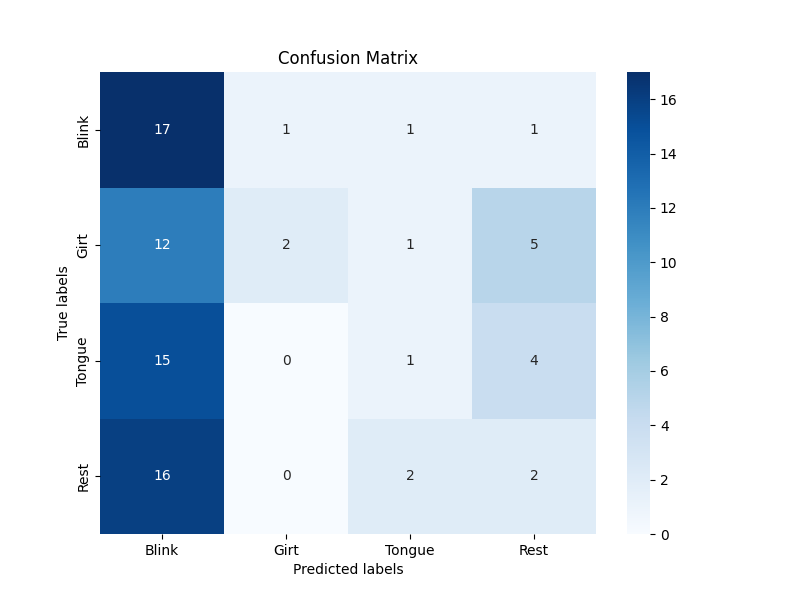 Confusion Matrix
True labels
Blink
17 1 1 1
Girt
12 2 1 5
Tongue
15 0 1 4
Rest
16 0 2 2
Blink Girt Tongue Rest
Predicted labels
16
14
12
10
8
6
4
2
0